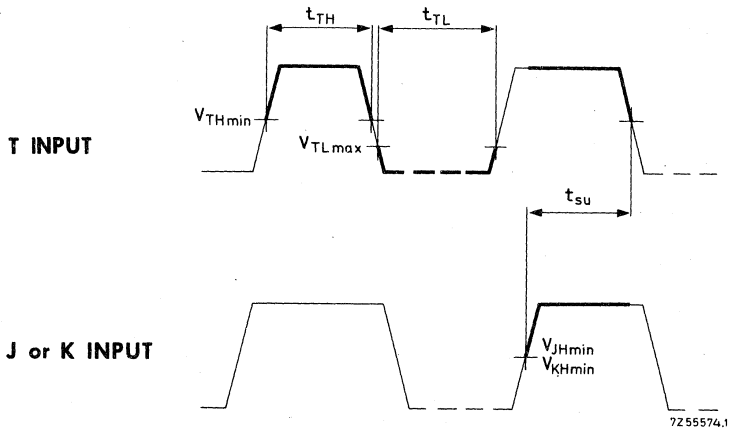 t_TH
t_TL
V_THmin
V_TLmax
T INPUT
t_su
J or K INPUT
V_JHmin
V_KHmin
7Z55574.1